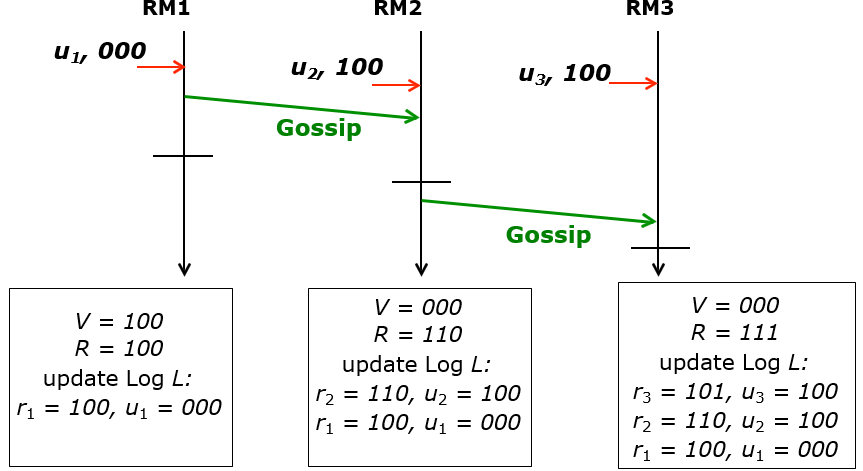 RM1
RM2
RM3
u₁, 000
u₂, 100
u₃, 100
Gossip
Gossip
V = 100
R = 100
update Log L:
r₁ = 100, u₁ = 000
V = 000
R = 110
update Log L:
r₂ = 110, u₂ = 100
r₁ = 100, u₁ = 000
V = 000
R = 111
update Log L:
r₃ = 101, u₃ = 100
r₂ = 110, u₂ = 100
r₁ = 100, u₁ = 000